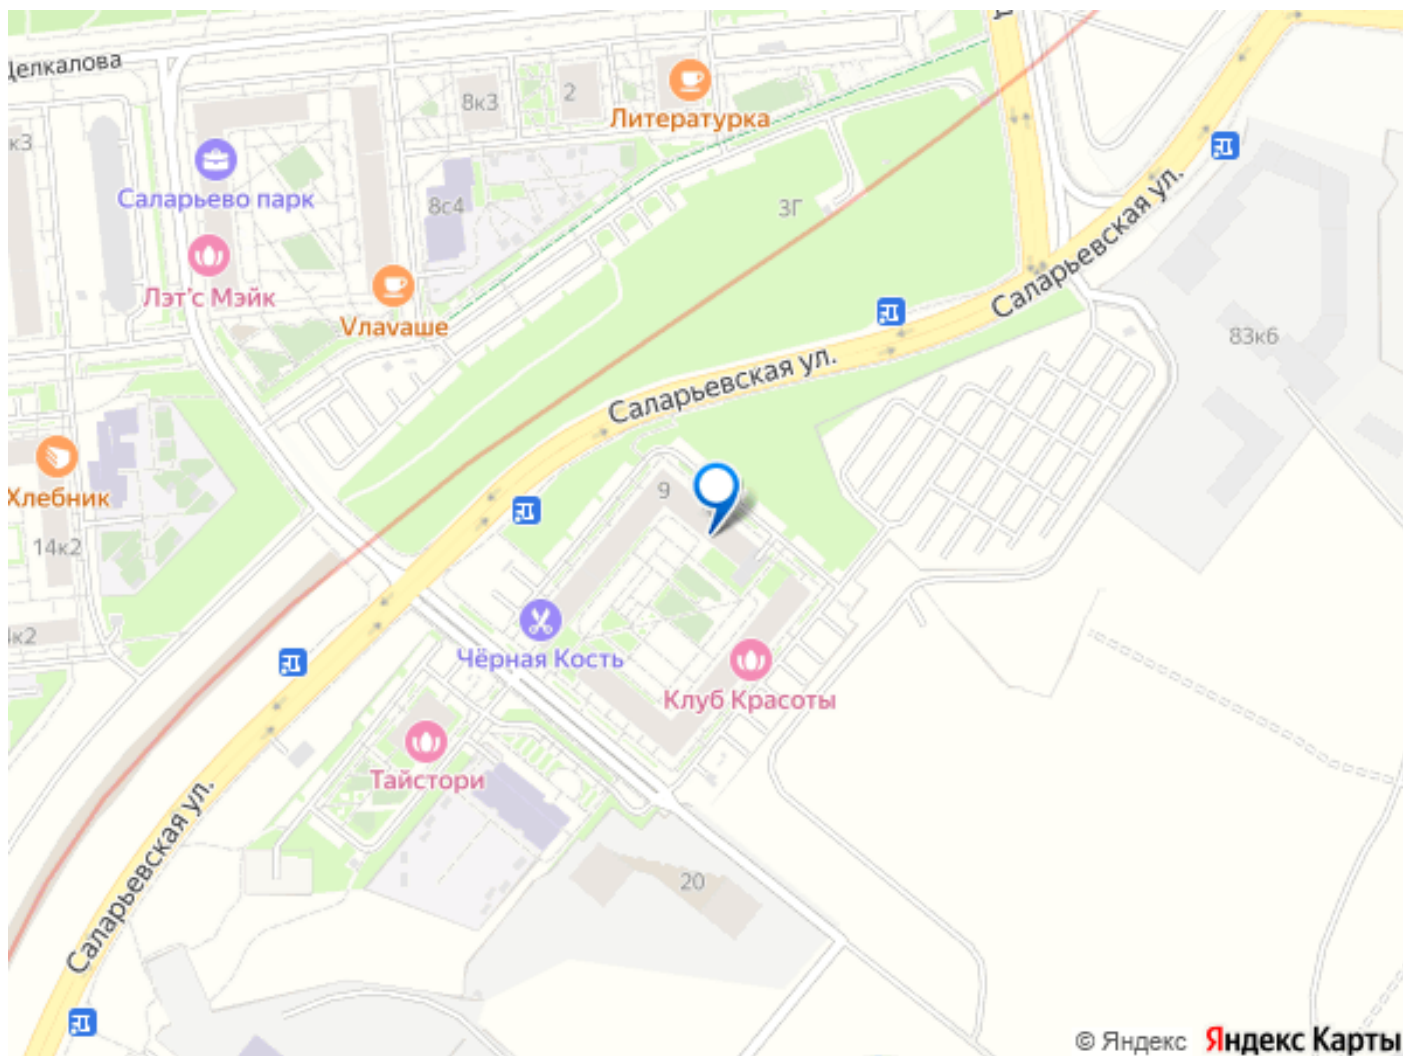 8к3
2
Литературка
к3
Саларьево парк
8с4
3Г
Саларьевская ул.
Лэт'с Мэйк
Vлаvаше
83к6
Саларьевская ул.
Хлебник
9
14к2
к2
Чёрная Кость
Клуб Красоты
Тайстори
Саларьевская ул.
20
© Яндекс Яндекс Карты